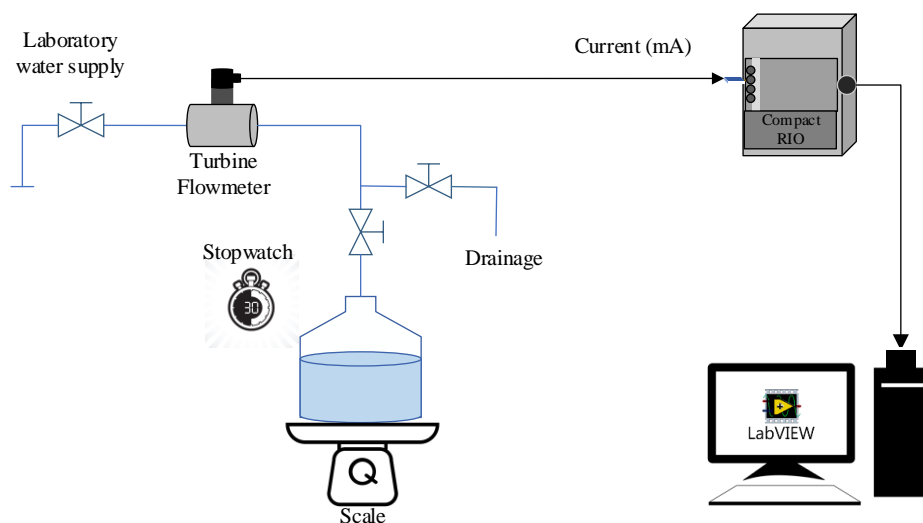 Laboratory
water supply
Current (mA)
Compact
RIO
Turbine
Flowmeter
Stopwatch
30
Drainage
LabVIEW
Q
Scale